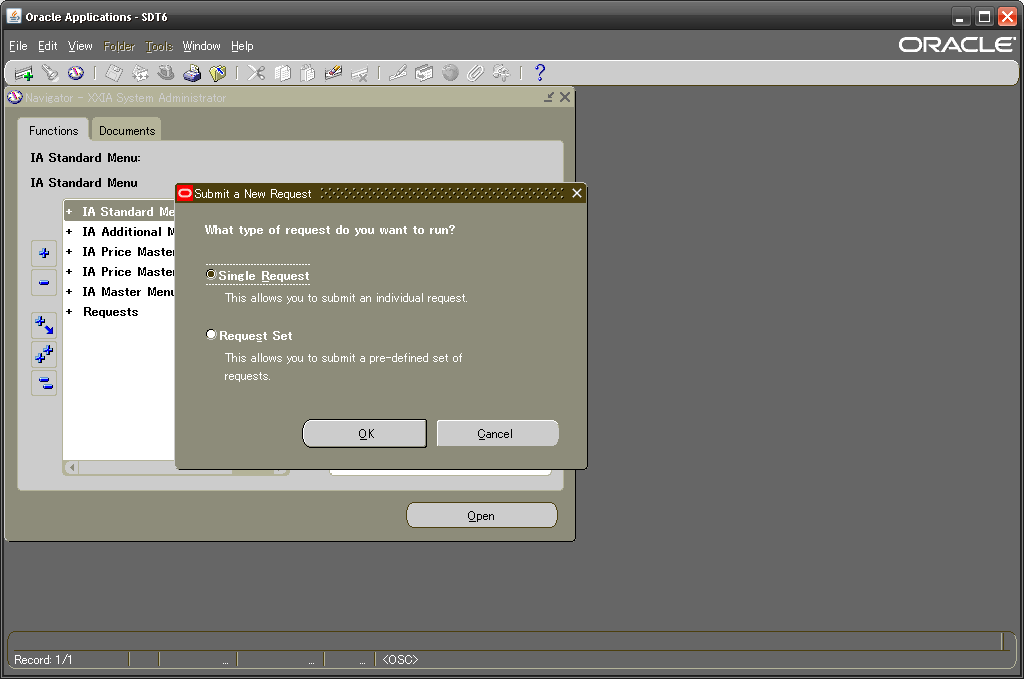 Oracle Applications - SDT6
File Edit View Folder Tools Window Help
ORACLE
Navigator - XXIA System Administrator
Functions
Documents
IA Standard Menu:
IA Standard Menu
+ IA Standard Me
+ IA Additional M
+ IA Price Master
+ IA Price Master
+ IA Master Menu
+ Requests
Submit a New Request
What type of request do you want to run?
Single Request
This allows you to submit an individual request.
Request Set
This allows you to submit a pre-defined set of
requests.
OK
Cancel
Open
Record: 1/1 ... ... ... <OSC>